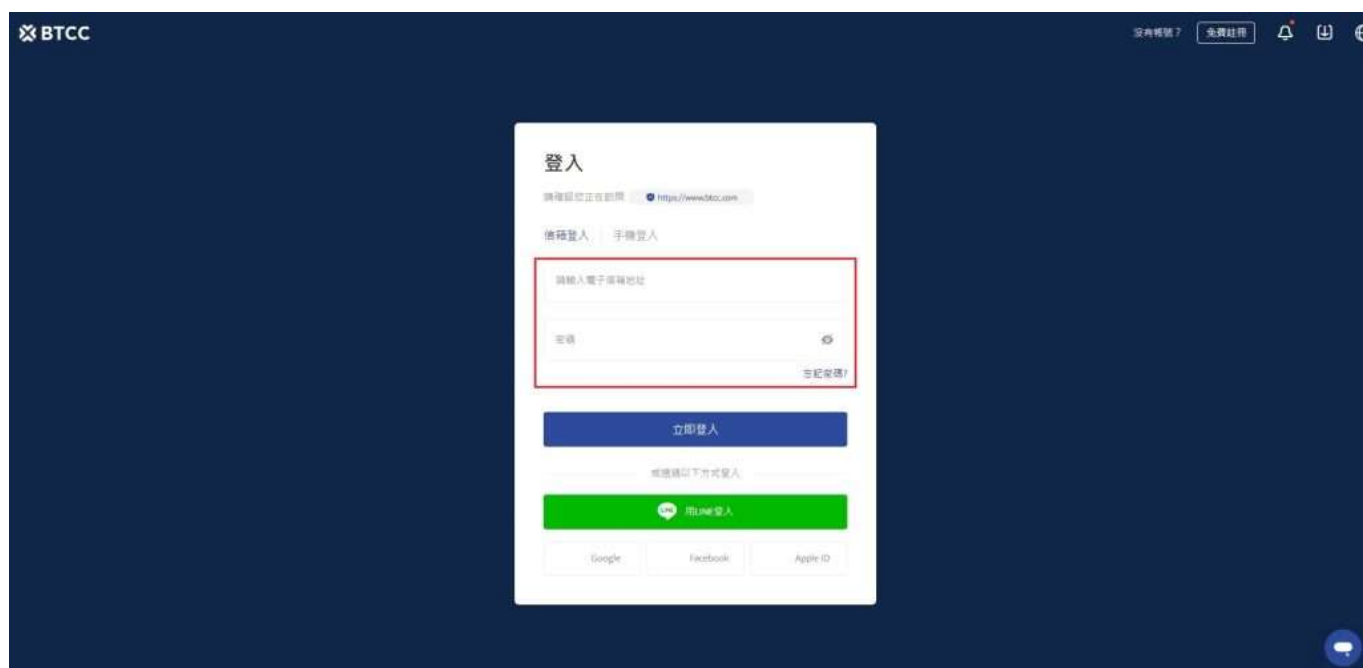 BTCC
沒有帳號？ 免費註冊
登入
請確認您正在訪問 https://www.btcc.com
信箱登入 手機登入
請輸入電子信箱地址
密碼
忘記密碼?
立即登入
或通過以下方式登入
LINE 用LINE登入
Google Facebook Apple ID